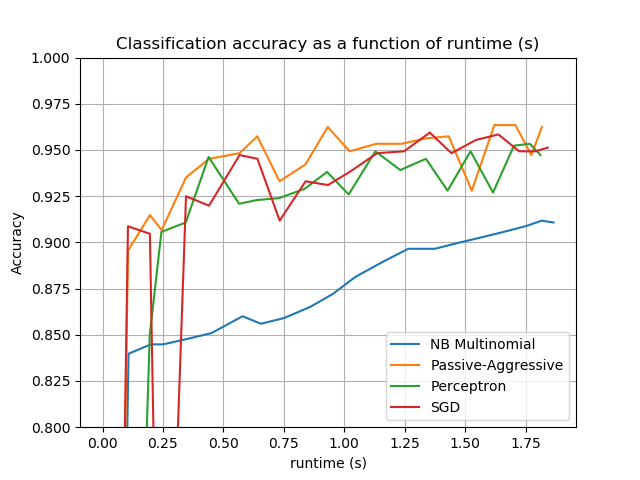 Classification accuracy as a function of runtime (s)
1.000
0.975
0.950
0.925
0.900
0.875
0.850
0.825
0.800
Accuracy
NB Multinomial
Passive-Aggressive
Perceptron
SGD
0.00 0.25 0.50 0.75 1.00 1.25 1.50 1.75
runtime (s)